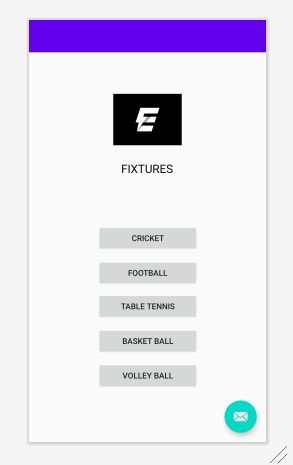 FIXTURES
CRICKET
FOOTBALL
TABLE TENNIS
BASKET BALL
VOLLEY BALL